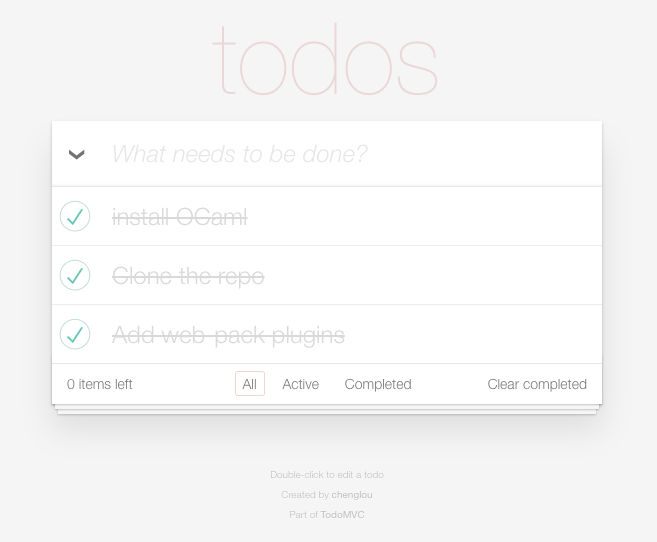 todos
What needs to be done?
install OCaml
Clone the repo
Add web-pack plugins
0 items left All Active Completed Clear completed
Double-click to edit a todo
Created by chenglou
Part of TodoMVC